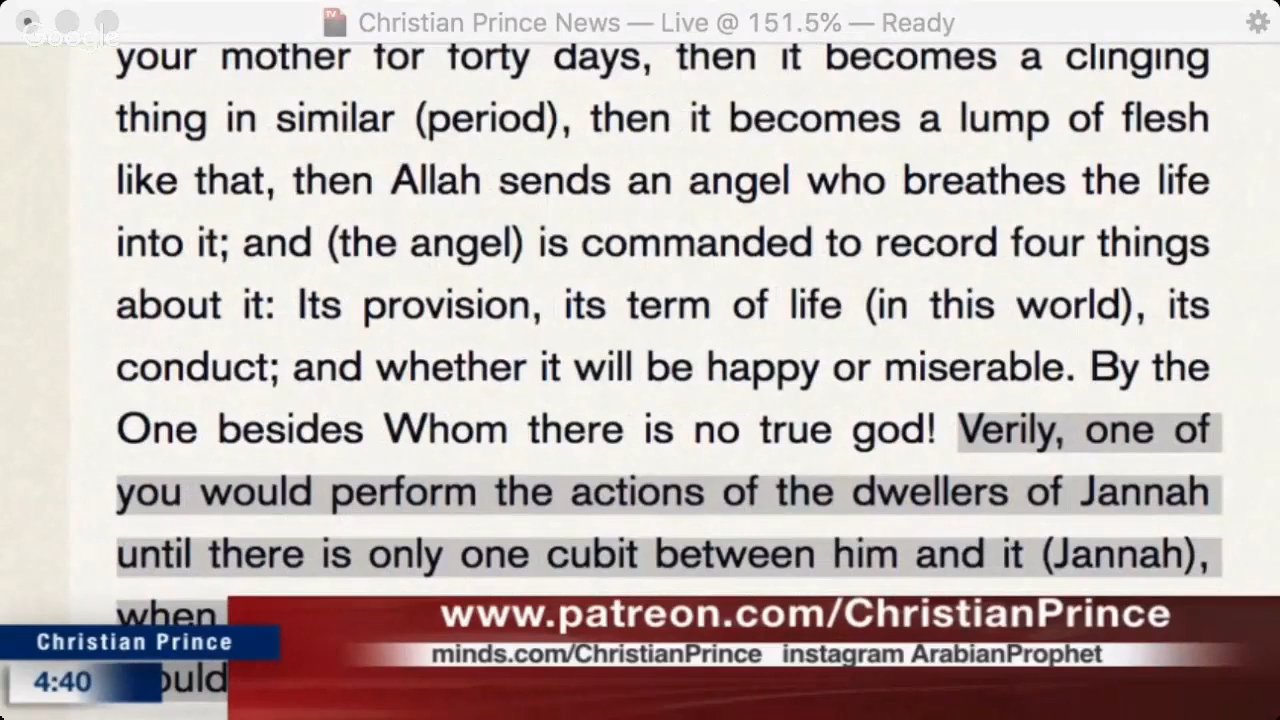 Christian Prince News — Live @ 151.5% — Ready
Google
your mother for forty days, then it becomes a clinging
thing in similar (period), then it becomes a lump of flesh
like that, then Allah sends an angel who breathes the life
into it; and (the angel) is commanded to record four things
about it: Its provision, its term of life (in this world), its
conduct; and whether it will be happy or miserable. By the
One besides Whom there is no true god! Verily, one of
you would perform the actions of the dwellers of Jannah
until there is only one cubit between him and it (Jannah),
when
www.patreon.com/ChristianPrince
Christian Prince
minds.com/ChristianPrince instagram ArabianProphet
4:40